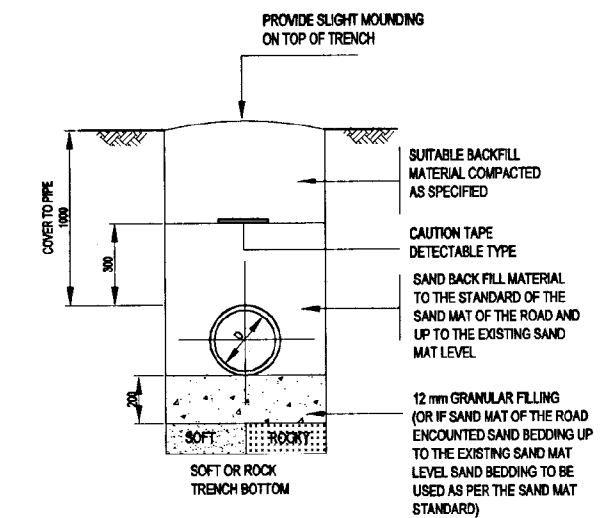 PROVIDE SLIGHT MOUNDING
ON TOP OF TRENCH
SUITABLE BACKFILL
MATERIAL COMPACTED
AS SPECIFIED
COVER TO PIPE
1000
300
CAUTION TAPE
DETECTABLE TYPE
SAND BACK FILL MATERIAL
TO THE STANDARD OF THE
SAND MAT OF THE ROAD AND
UP TO THE EXISTING SAND
MAT LEVEL
D
200
12 mm GRANULAR FILLING
(OR IF SAND MAT OF THE ROAD
ENCOUNTED SAND BEDDING UP
TO THE EXISTING SAND MAT
LEVEL SAND BEDDING TO BE
USED AS PER THE SAND MAT
STANDARD)
SOFT
ROCKY
SOFT OR ROCK
TRENCH BOTTOM